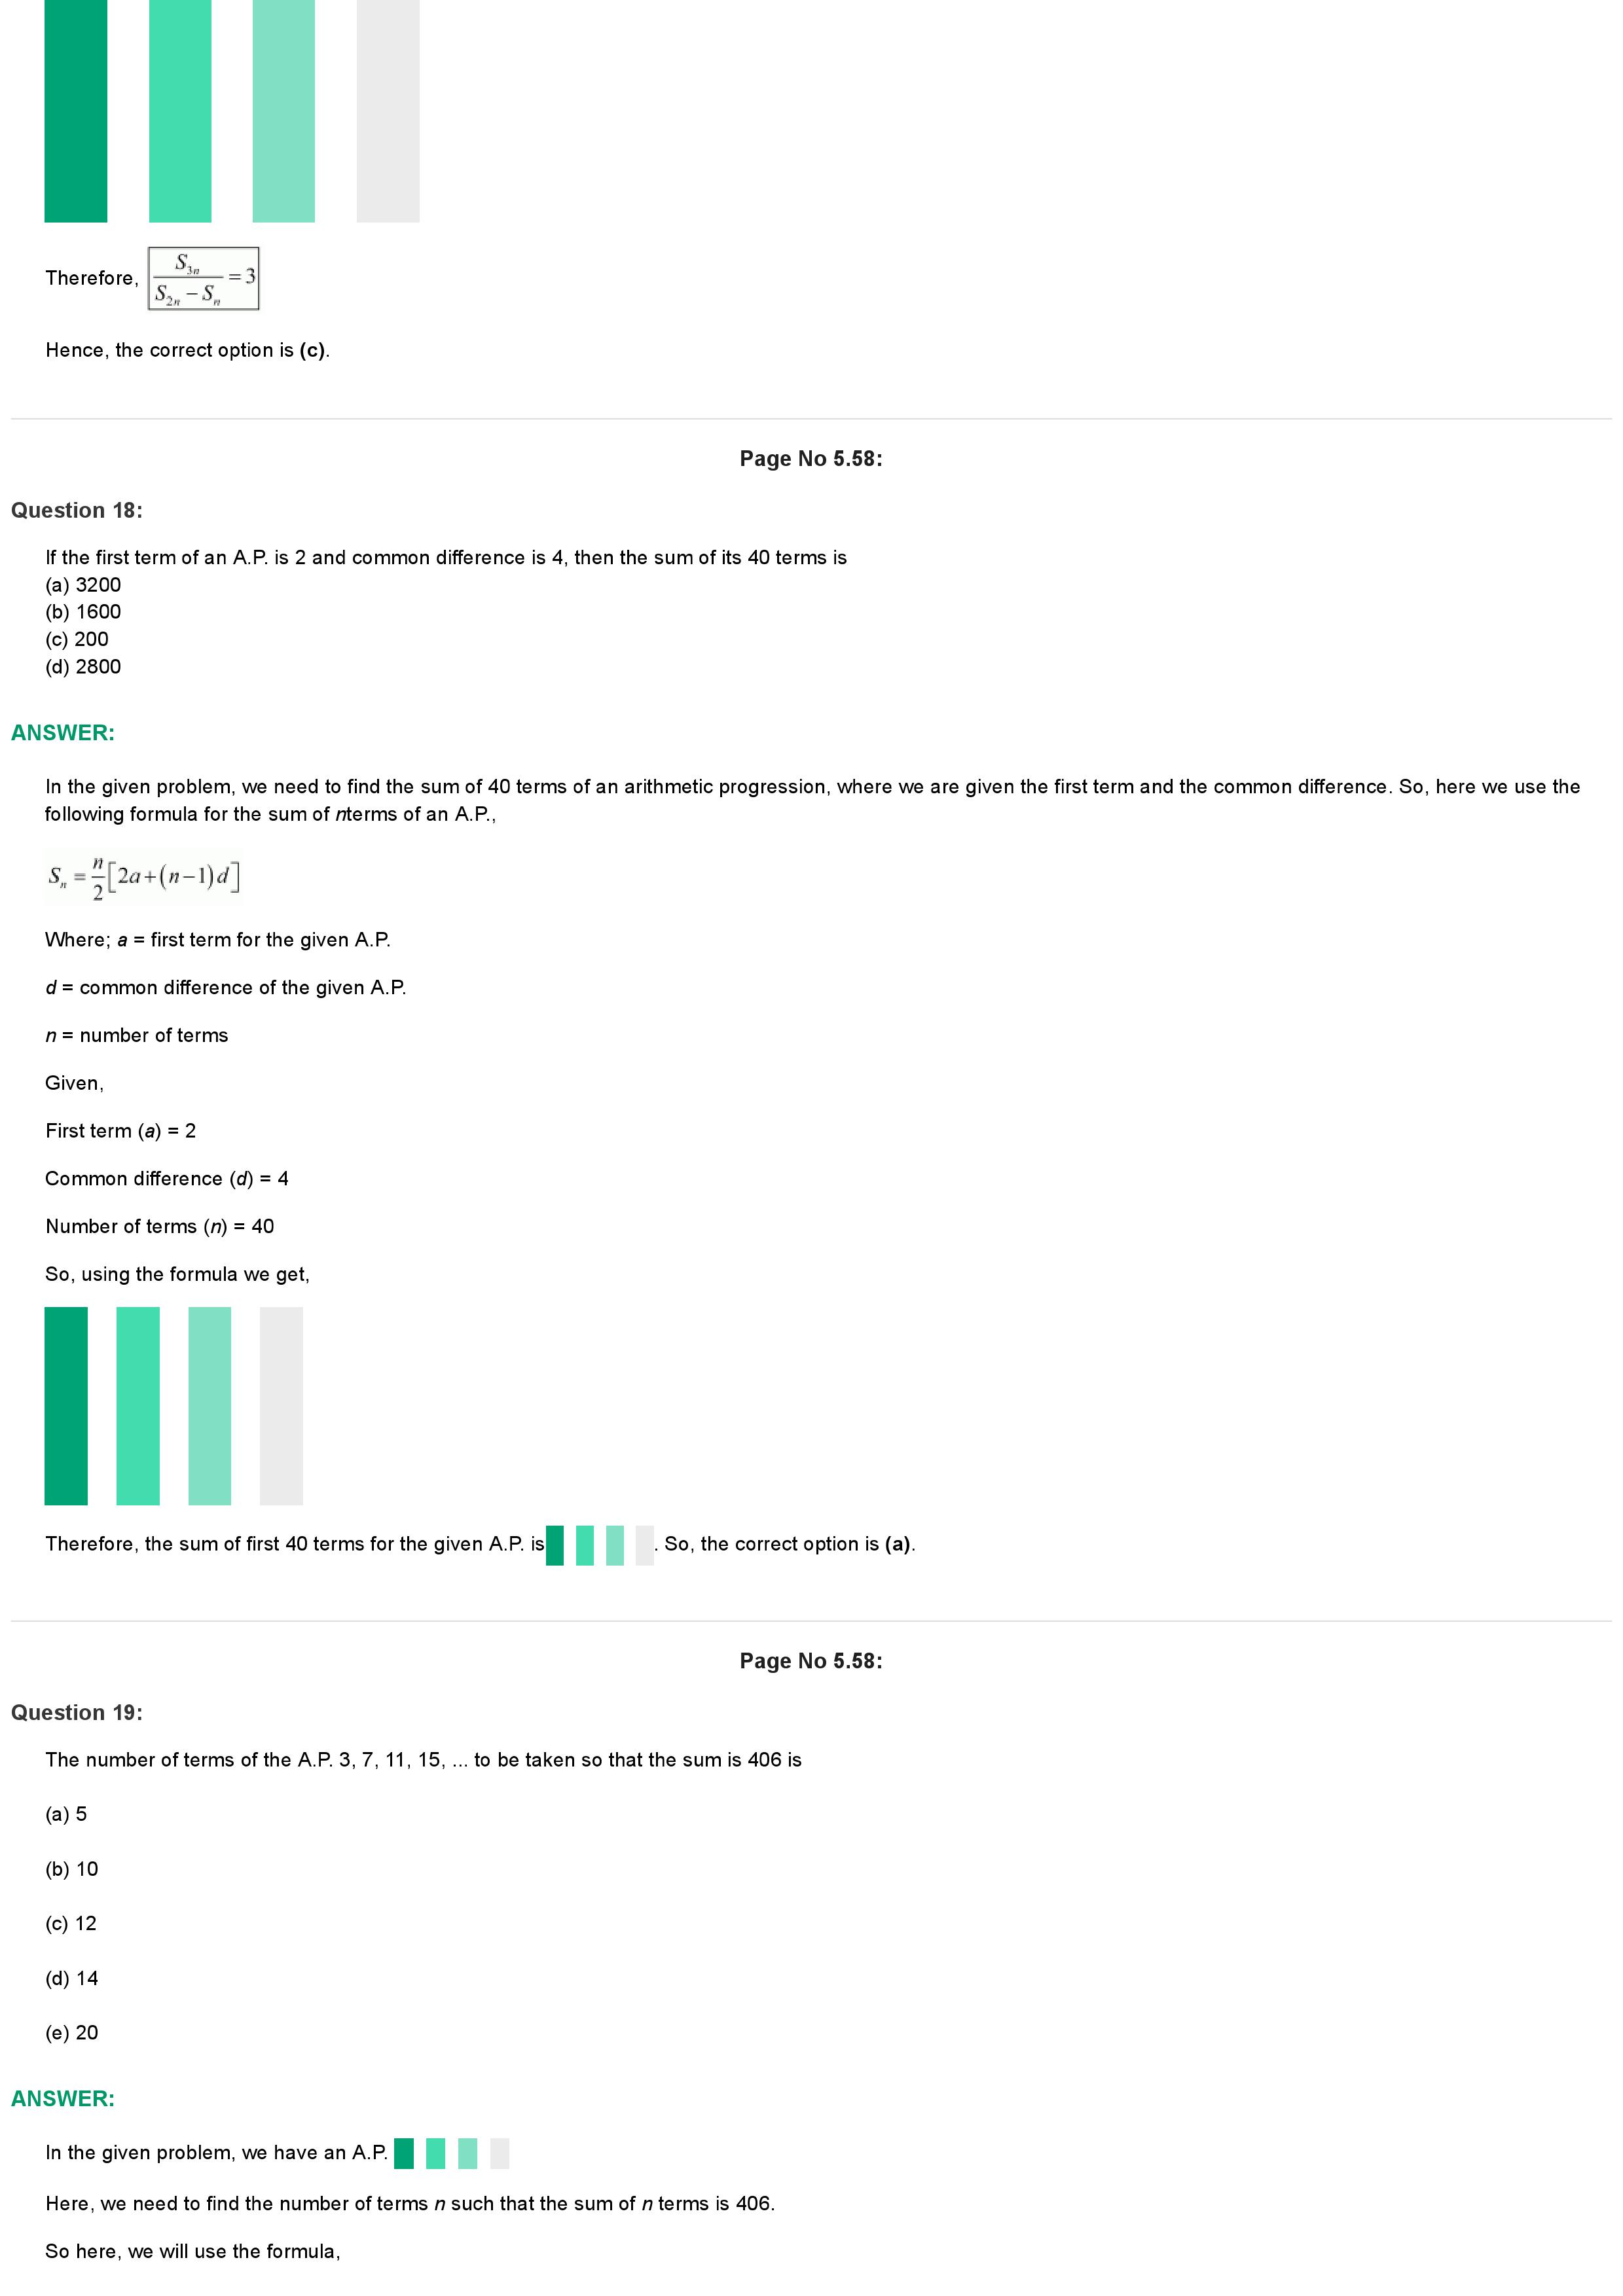 Therefore, S_{3n} / (S_{2n} − S_n) = 3
Hence, the correct option is (c).
Page No 5.58:
Question 18:
If the first term of an A.P. is 2 and common difference is 4, then the sum of its 40 terms is
(a) 3200
(b) 1600
(c) 200
(d) 2800
ANSWER:
In the given problem, we need to find the sum of 40 terms of an arithmetic progression, where we are given the first term and the common difference. So, here we use the
following formula for the sum of nterms of an A.P.,
S_n = n/2 [2a+(n−1)d]
Where; a = first term for the given A.P.
d = common difference of the given A.P.
n = number of terms
Given,
First term (a) = 2
Common difference (d) = 4
Number of terms (n) = 40
So, using the formula we get,
Therefore, the sum of first 40 terms for the given A.P. is . So, the correct option is (a).
Page No 5.58:
Question 19:
The number of terms of the A.P. 3, 7, 11, 15, ... to be taken so that the sum is 406 is
(a) 5
(b) 10
(c) 12
(d) 14
(e) 20
ANSWER:
In the given problem, we have an A.P.
Here, we need to find the number of terms n such that the sum of n terms is 406.
So here, we will use the formula,